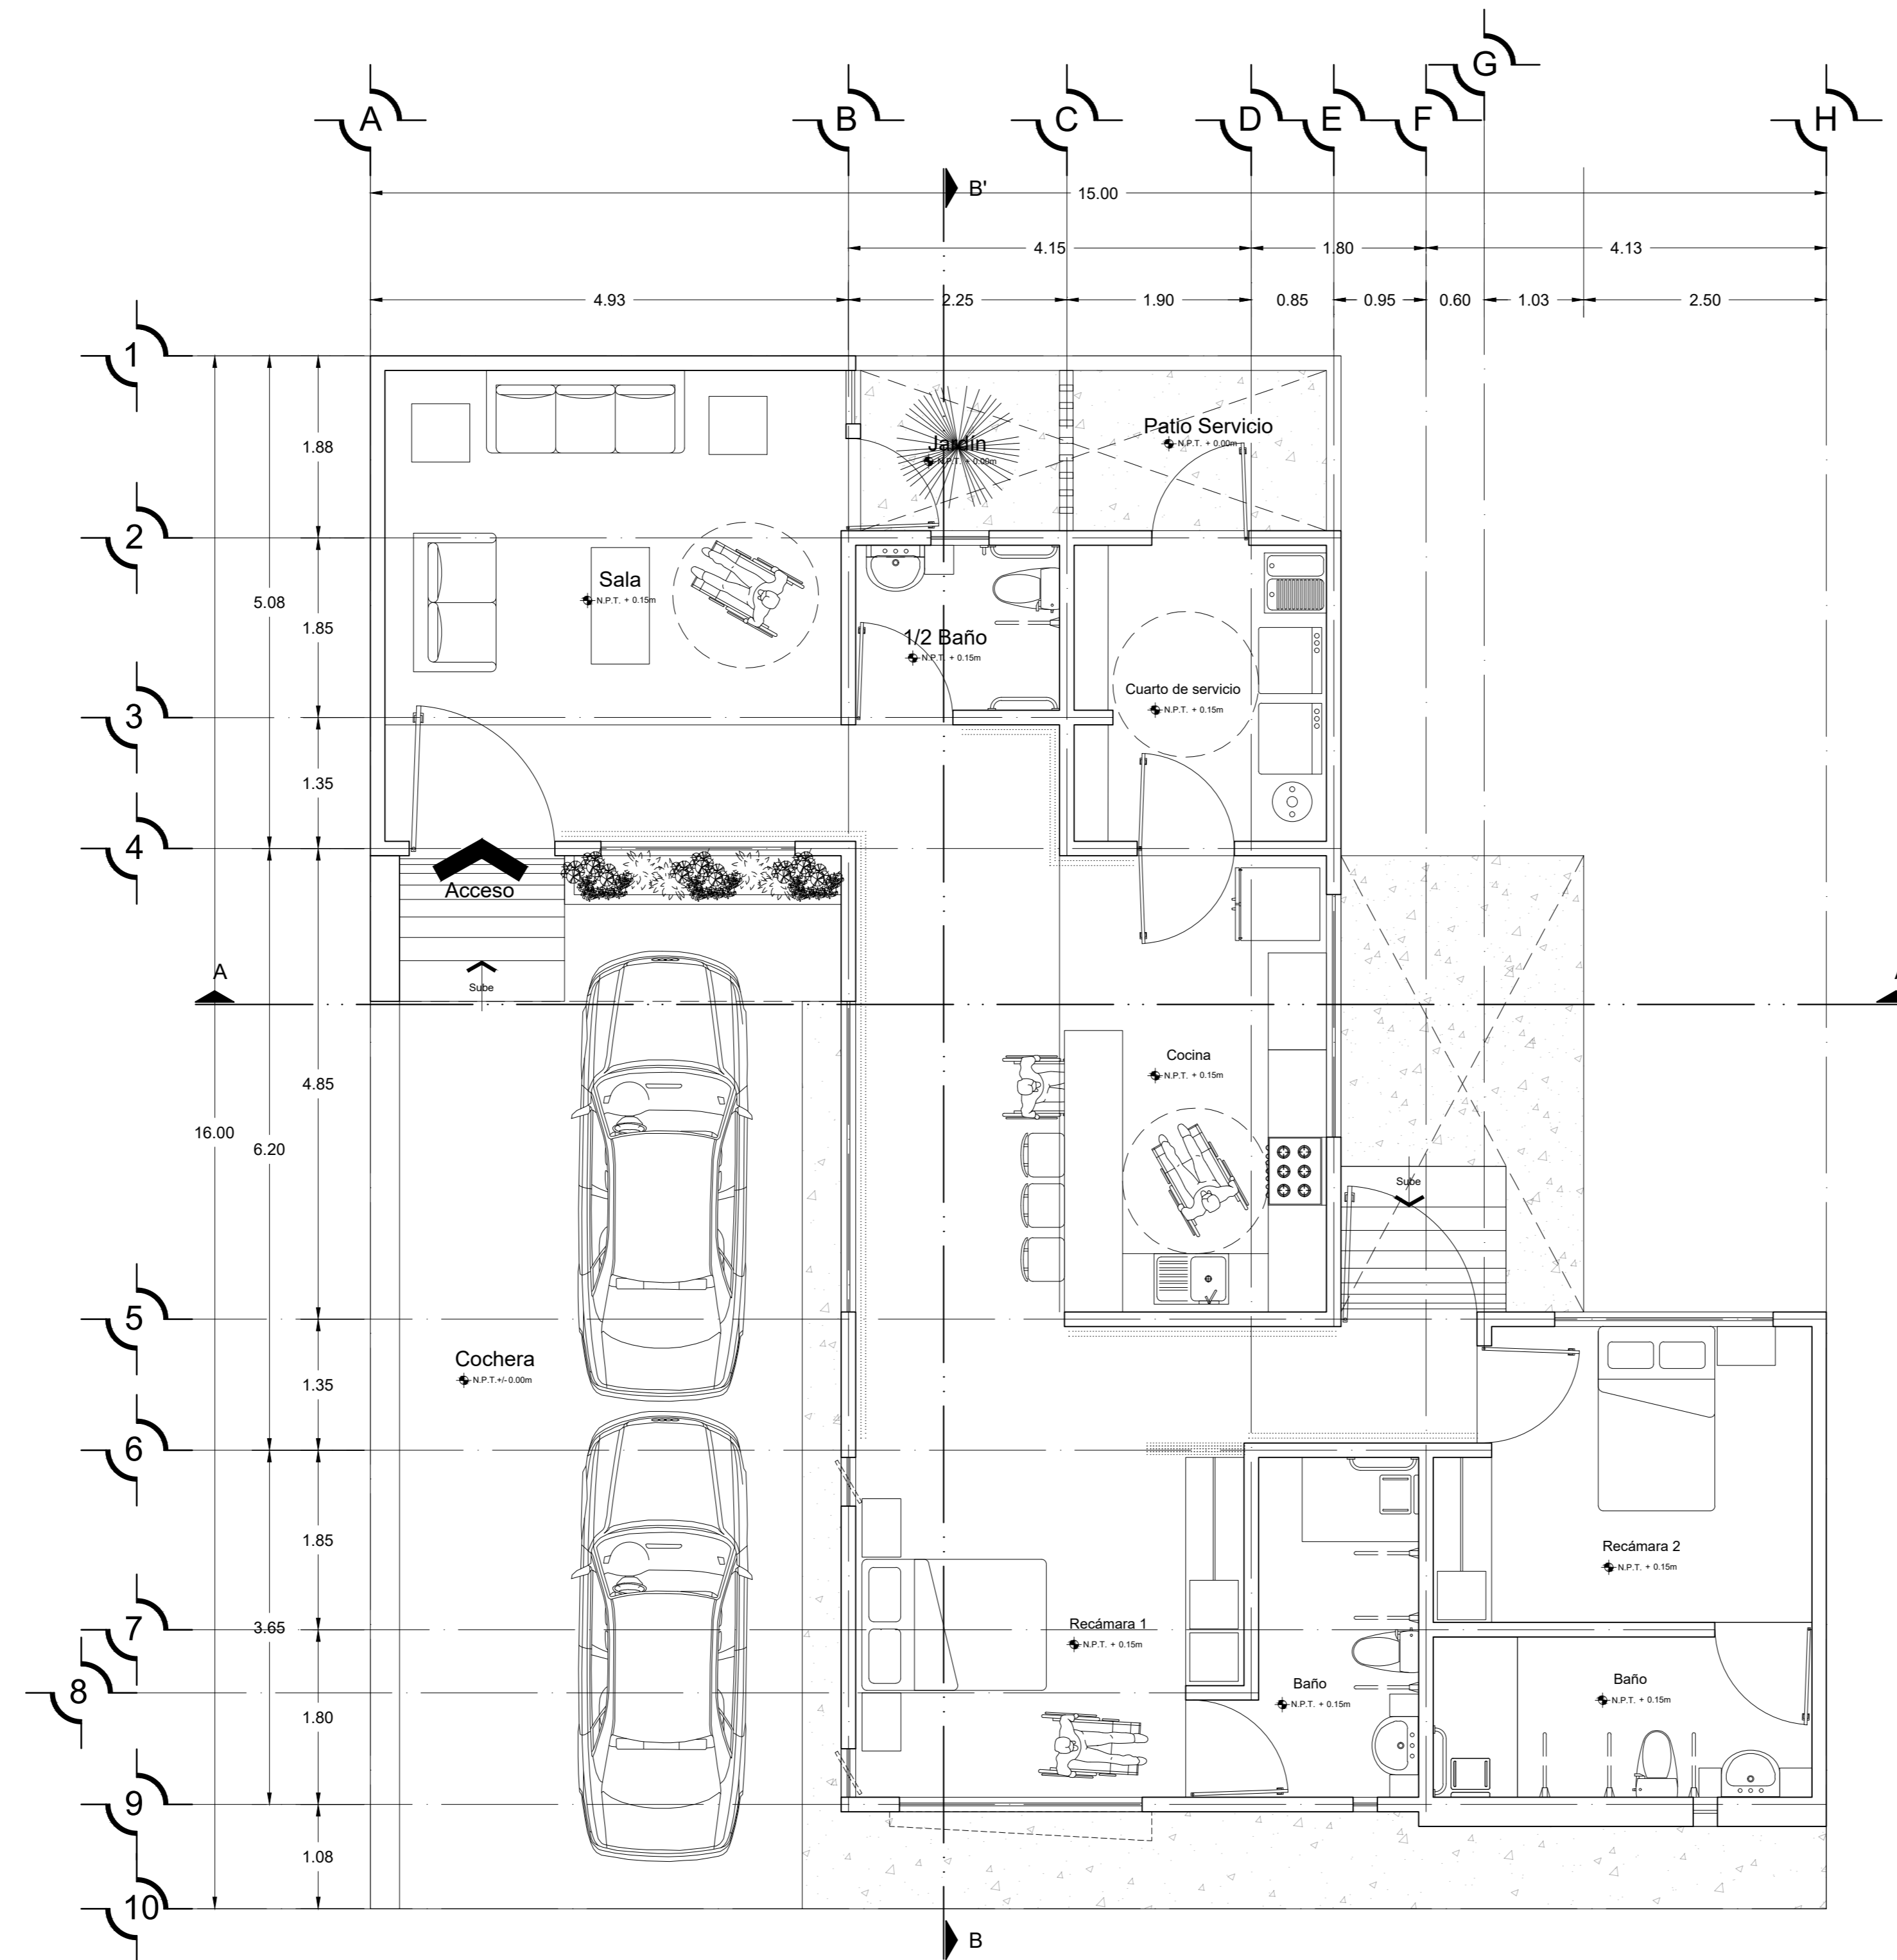 G
A
B
C
D
E
F
H
B'
15.00
4.15
1.80
4.13
4.93
2.25
1.90
0.85
0.95
0.60
1.03
2.50
1
1.88
Jardín
N.P.T. + 0.00m
Patio Servicio
N.P.T. + 0.00m
2
5.08
1.85
Sala
N.P.T. + 0.15m
1/2 Baño
N.P.T. + 0.15m
Cuarto de servicio
N.P.T. + 0.15m
3
1.35
4
Acceso
A
Sube
16.00
6.20
4.85
Cocina
N.P.T. + 0.15m
Sube
5
Cochera
N.P.T.+/-0.00m
1.35
6
1.85
Recámara 2
N.P.T. + 0.15m
7
3.65
Recámara 1
N.P.T. + 0.15m
8
Baño
N.P.T. + 0.15m
Baño
N.P.T. + 0.15m
1.80
9
1.08
10
B